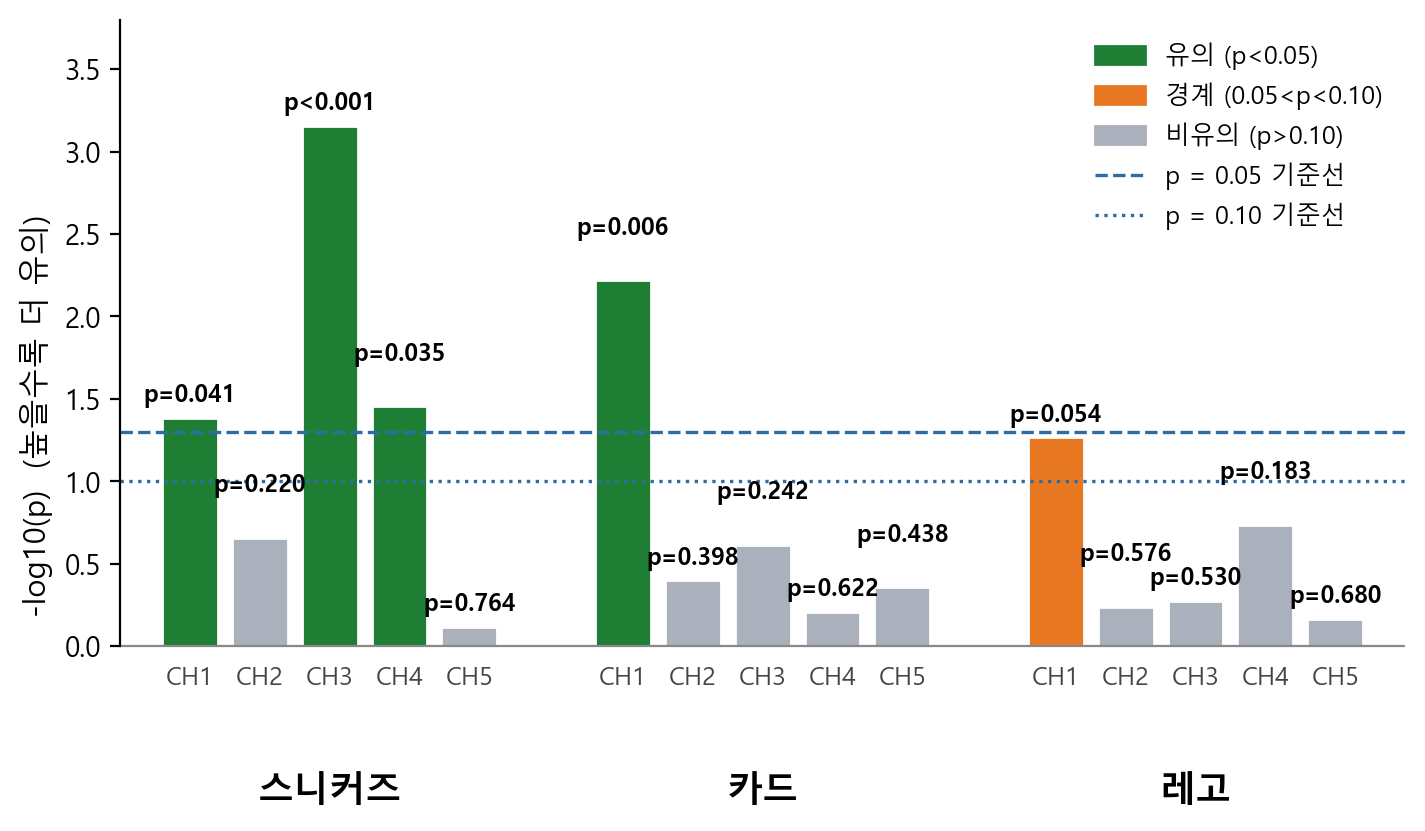 -log10(p) (높을수록 더 유의)
3.5
3.0
2.5
2.0
1.5
1.0
0.5
0.0
유의 (p<0.05)
경계 (0.05<p<0.10)
비유의 (p>0.10)
p = 0.05 기준선
p = 0.10 기준선
p=0.041
p=0.220
p<0.001
p=0.035
p=0.764
p=0.006
p=0.398
p=0.242
p=0.622
p=0.438
p=0.054
p=0.576
p=0.530
p=0.183
p=0.680
CH1 CH2 CH3 CH4 CH5 CH1 CH2 CH3 CH4 CH5 CH1 CH2 CH3 CH4 CH5
스니커즈 카드 레고